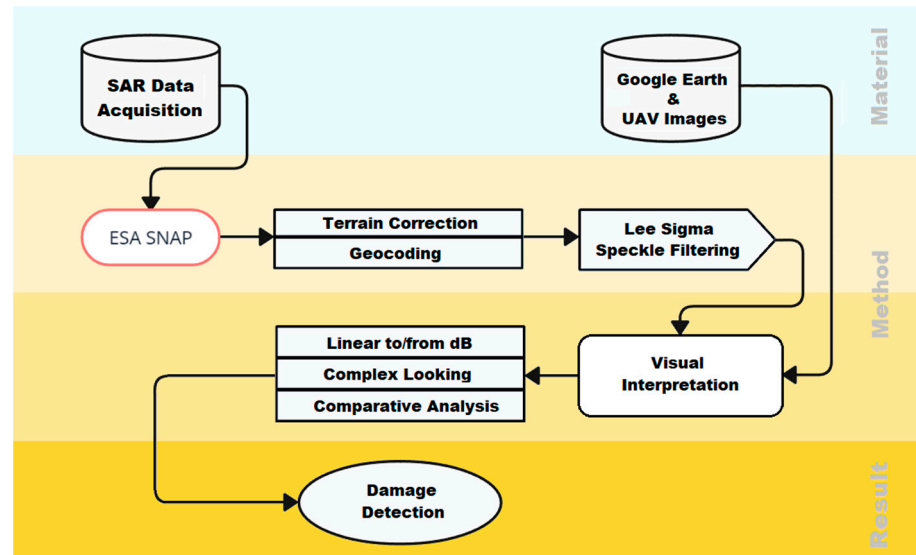 SAR Data
Acquisition
Google Earth
&
UAV Images
Material
ESA SNAP
Terrain Correction
Geocoding
Lee Sigma
Speckle Filtering
Method
Linear to/from dB
Complex Looking
Comparative Analysis
Visual
Interpretation
Damage
Detection
Result